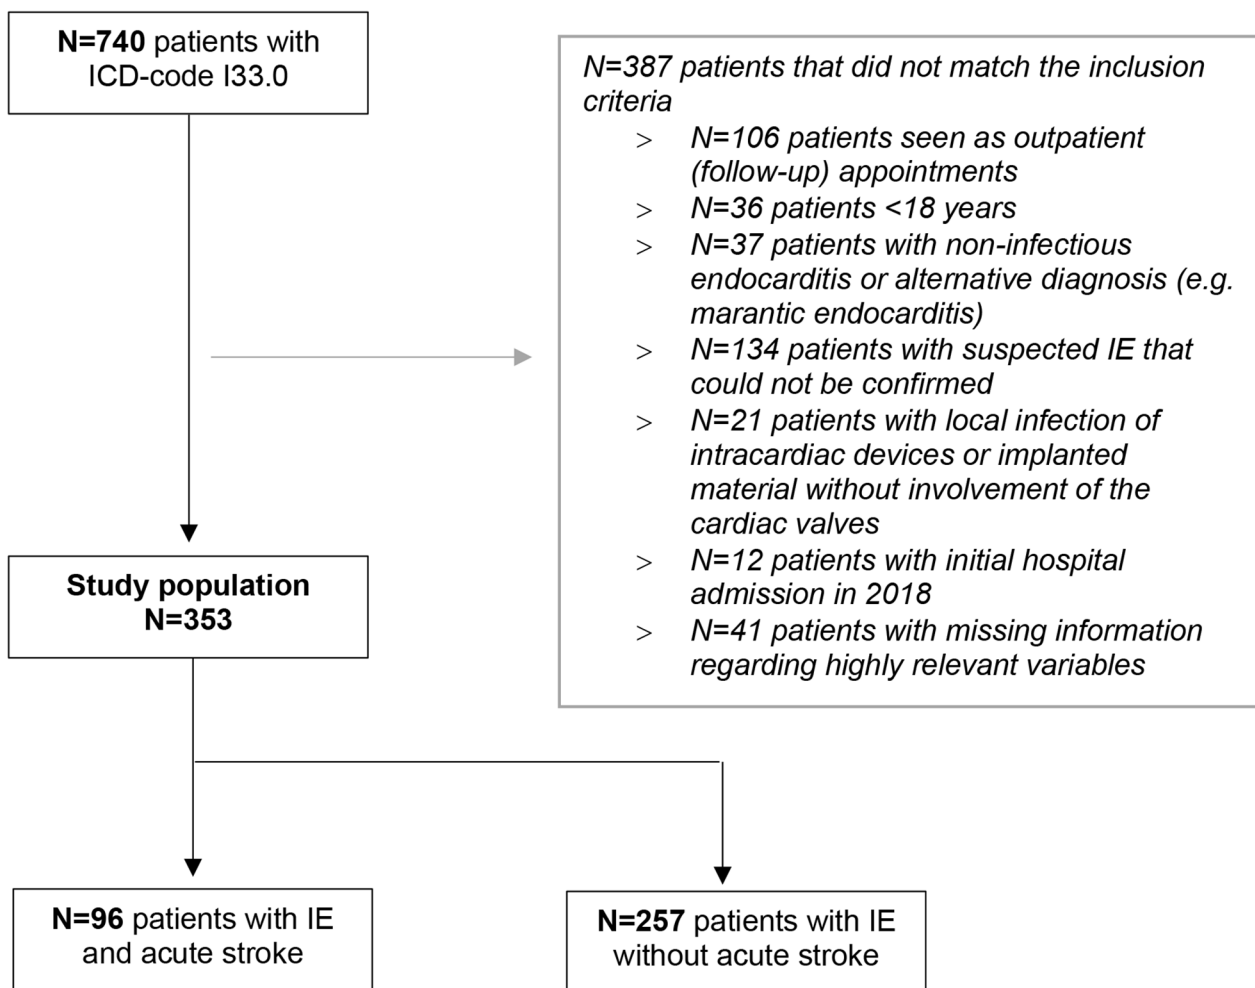 N=740 patients with
ICD-code I33.0
N=387 patients that did not match the inclusion
criteria
> N=106 patients seen as outpatient
(follow-up) appointments
> N=36 patients <18 years
> N=37 patients with non-infectious
endocarditis or alternative diagnosis (e.g.
marantic endocarditis)
> N=134 patients with suspected IE that
could not be confirmed
> N=21 patients with local infection of
intracardiac devices or implanted
material without involvement of the
cardiac valves
> N=12 patients with initial hospital
admission in 2018
> N=41 patients with missing information
regarding highly relevant variables
Study population
N=353
N=96 patients with IE
and acute stroke
N=257 patients with IE
without acute stroke